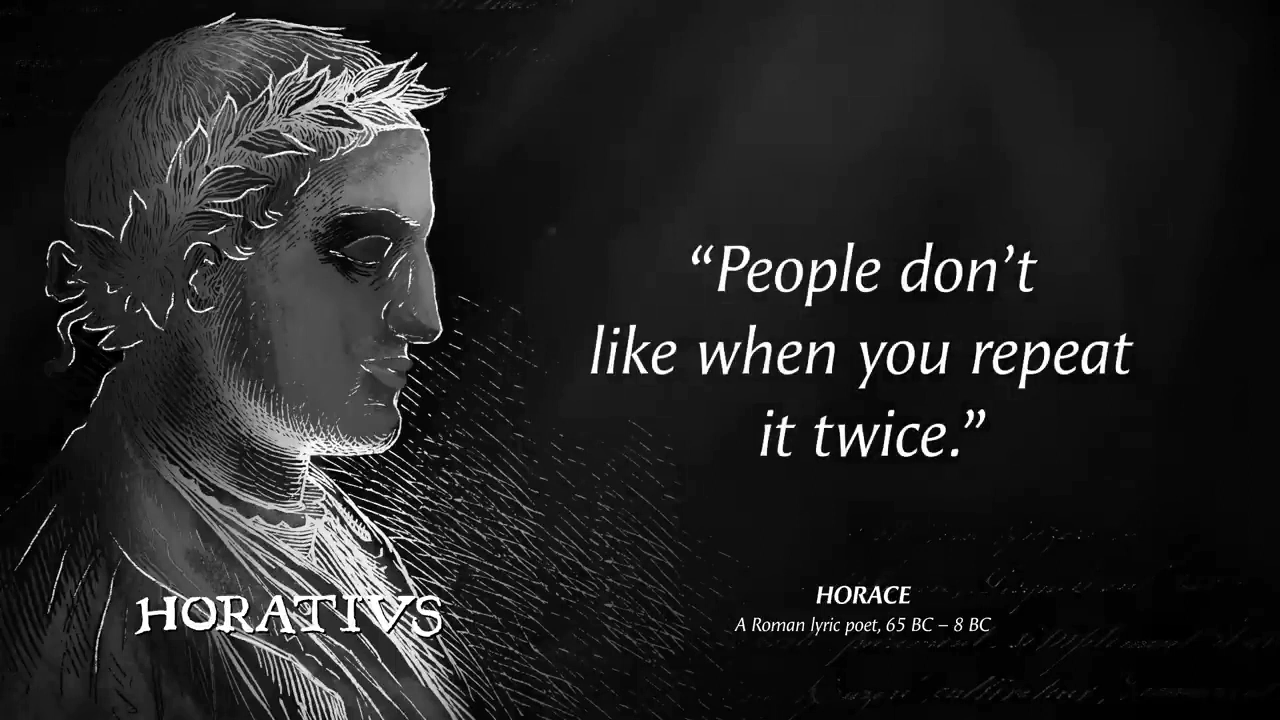 “People don’t
like when you repeat
it twice.”
HORATIVS
HORACE
A Roman lyric poet, 65 BC – 8 BC